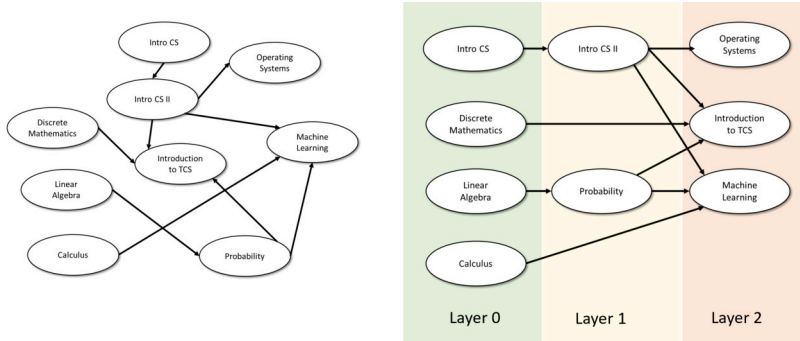 Intro CS
Operating
Systems
Intro CS II
Discrete
Mathematics
Machine
Learning
Introduction
to TCS
Linear
Algebra
Calculus
Probability
Intro CS
Intro CS II
Operating
Systems
Discrete
Mathematics
Introduction
to TCS
Linear
Algebra
Probability
Machine
Learning
Calculus
Layer 0
Layer 1
Layer 2